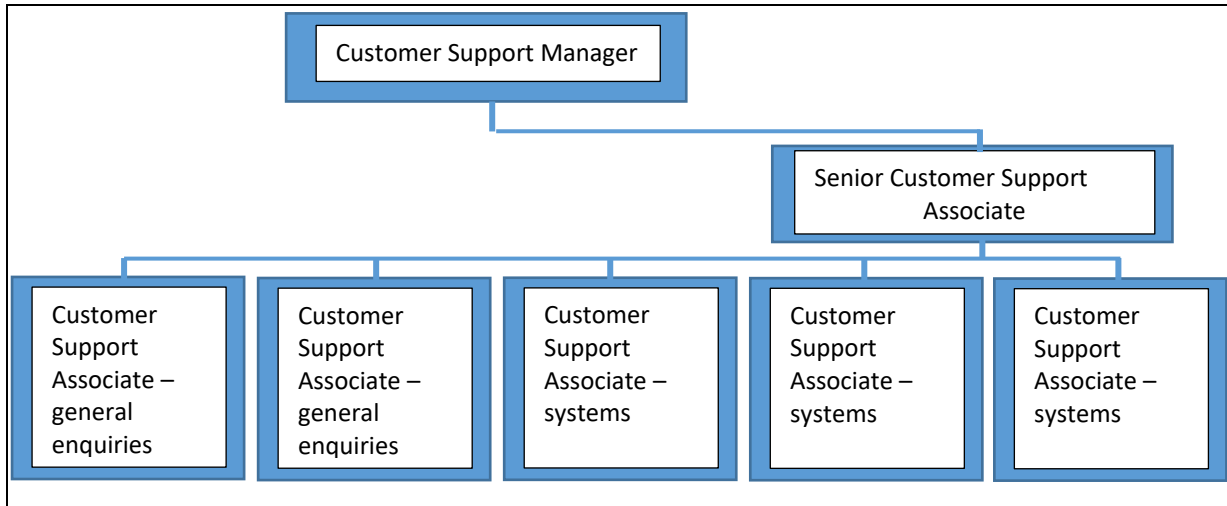 Customer Support Manager
Senior Customer Support
Associate
Customer
Support
Associate –
general
enquiries
Customer
Support
Associate –
general
enquiries
Customer
Support
Associate –
systems
Customer
Support
Associate –
systems
Customer
Support
Associate –
systems